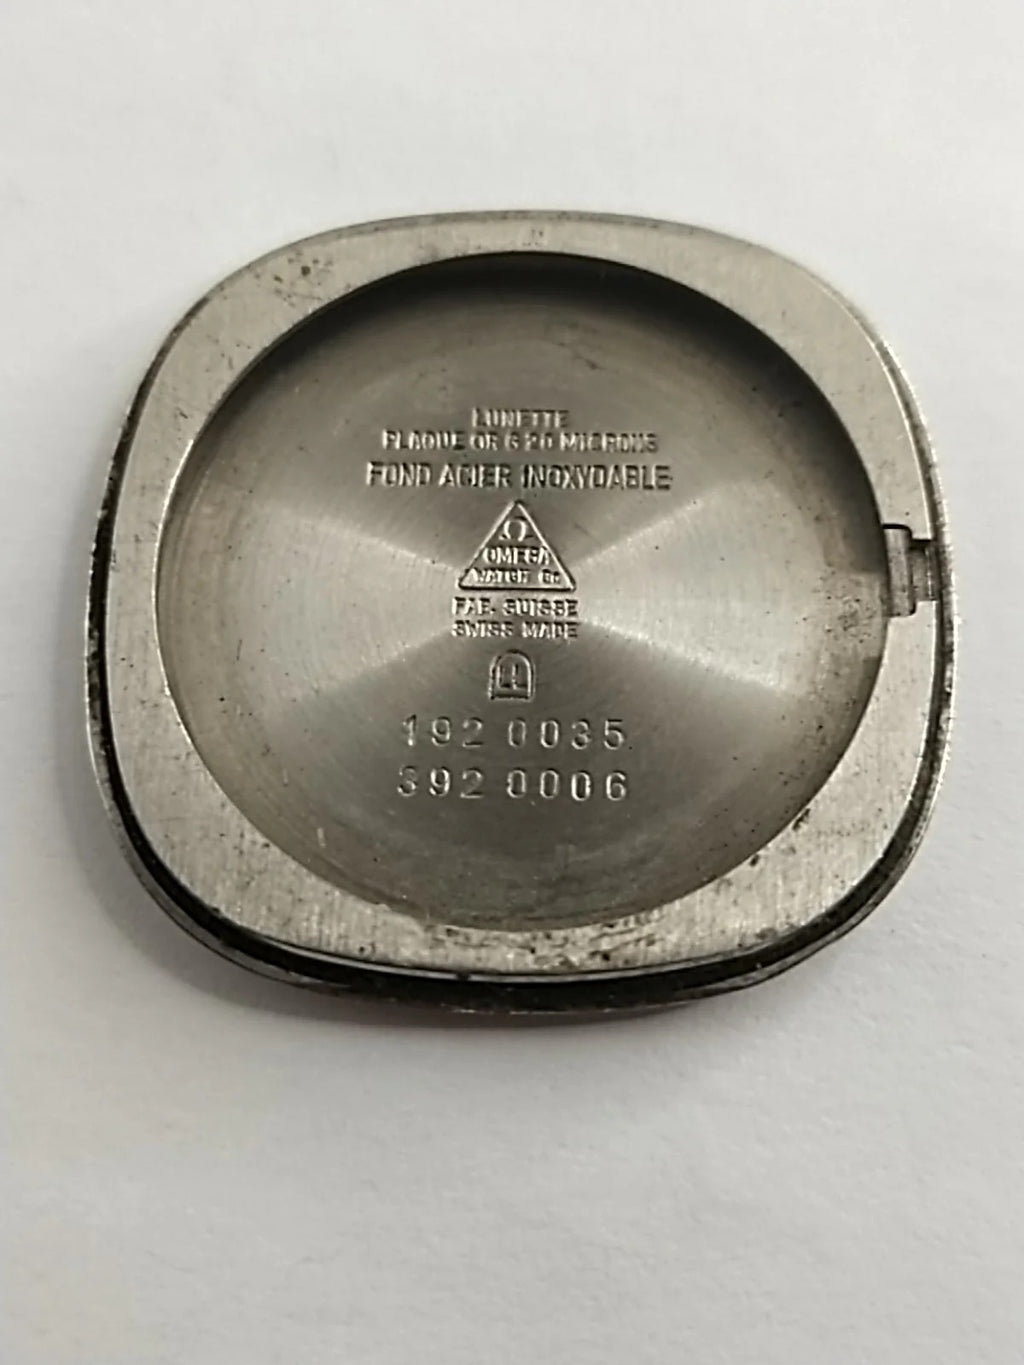 LUNETTE
PLAQUE OR G 20 MICRONS
FOND ACIER INOXYDABLE
Ω
OMEGA
WATCH Co
FAB. SUISSE
SWISS MADE
192 0035
392 0006